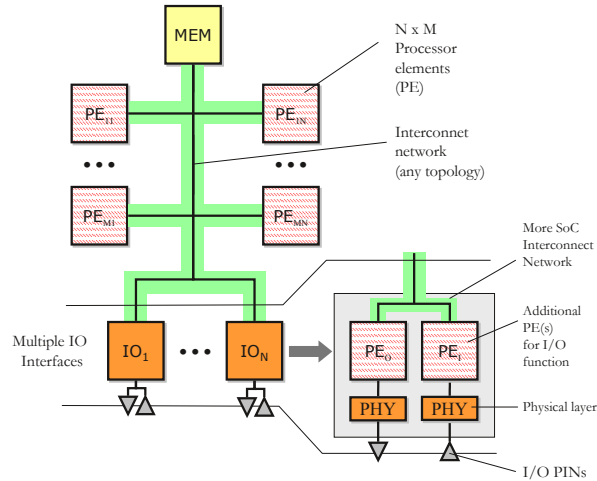 MEM
N x M
Processor
elements
(PE)
PE11
PE1N
• • •
• • •
Interconnet
network
(any topology)
PEM1
PEMN
More SoC
Interconnect
Network
Multiple IO
Interfaces
IO1
• • •
ION
PEO
PEI
Additional
PE(s)
for I/O
function
PHY
PHY
Physical layer
I/O PINs